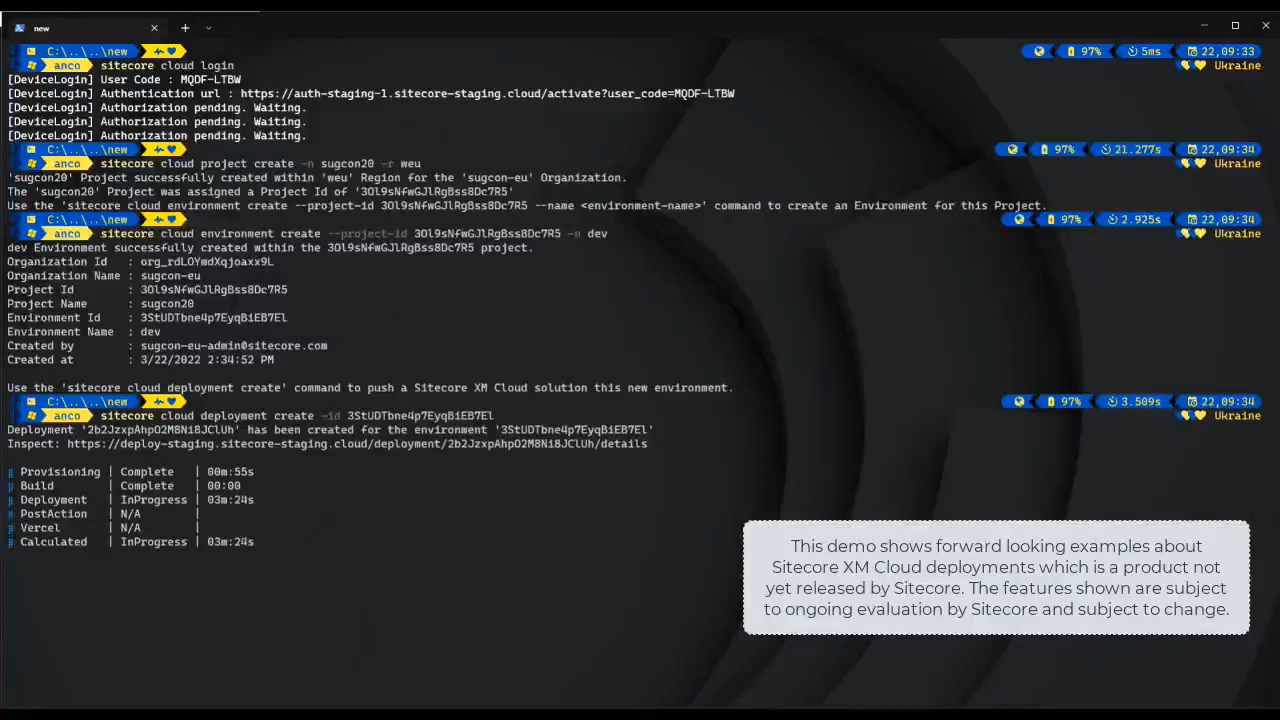 new
C:\..\..\new 97% 5ms 22,09:33
anco sitecore cloud login Ukraine
[DeviceLogin] User Code : MQDF-LTBW
[DeviceLogin] Authentication url : https://auth-staging-1.sitecore-staging.cloud/activate?user_code=MQDF-LTBW
[DeviceLogin] Authorization pending. Waiting.
[DeviceLogin] Authorization pending. Waiting.
[DeviceLogin] Authorization pending. Waiting.
C:\..\..\new 97% 21.277s 22,09:34
anco sitecore cloud project create -n sugcon20 -r weu Ukraine
'sugcon20' Project successfully created within 'weu' Region for the 'sugcon-eu' Organization.
The 'sugcon20' Project was assigned a Project Id of '3Ol9sNfwGJlRgBss8Dc7R5'
Use the 'sitecore cloud environment create --project-id 3Ol9sNfwGJlRgBss8Dc7R5 --name <environment-name>' command to create an Environment for this Project.
C:\..\..\new 97% 2.925s 22,09:34
anco sitecore cloud environment create --project-id 3Ol9sNfwGJlRgBss8Dc7R5 -n dev Ukraine
dev Environment successfully created within the 3Ol9sNfwGJlRgBss8Dc7R5 project.
Organization Id : org_rdLOYmdXqjoaxx9L
Organization Name : sugcon-eu
Project Id : 3Ol9sNfwGJlRgBss8Dc7R5
Project Name : sugcon20
Environment Id : 3StUDTbne4p7EyqBiEB7El
Environment Name : dev
Created by : sugcon-eu-admin@sitecore.com
Created at : 3/22/2022 2:34:52 PM
Use the 'sitecore cloud deployment create' command to push a Sitecore XM Cloud solution this new environment.
C:\..\..\new 97% 3.509s 22,09:34
anco sitecore cloud deployment create -id 3StUDTbne4p7EyqBiEB7El Ukraine
Deployment '2b2JzxpAhpO2M8Ni8JClUh' has been created for the environment '3StUDTbne4p7EyqBiEB7El'
Inspect: https://deploy-staging.sitecore-staging.cloud/deployment/2b2JzxpAhpO2M8Ni8JClUh/details
Provisioning | Complete | 00m:55s
Build | Complete | 00:00
Deployment | InProgress | 03m:24s
PostAction | N/A |
Vercel | N/A |
Calculated | InProgress | 03m:24s
This demo shows forward looking examples about
Sitecore XM Cloud deployments which is a product not
yet released by Sitecore. The features shown are subject
to ongoing evaluation by Sitecore and subject to change.